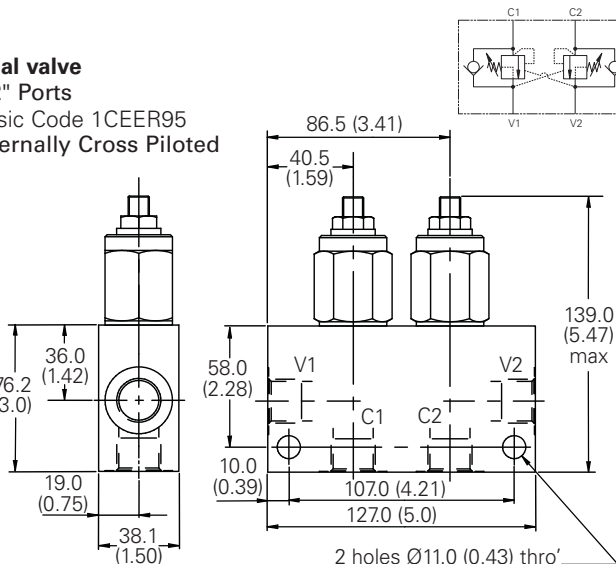 C1 C2
V1 V2
al valve
" Ports
sic Code 1CEER95
ernally Cross Piloted
86.5 (3.41)
40.5
(1.59)
139.0
(5.47)
max
36.0
(1.42)
76.2
3.0)
58.0
(2.28)
V1 V2
C1 C2
19.0
(0.75)
10.0
(0.39)
107.0 (4.21)
127.0 (5.0)
38.1
(1.50)
2 holes Ø11.0 (0.43) thro'